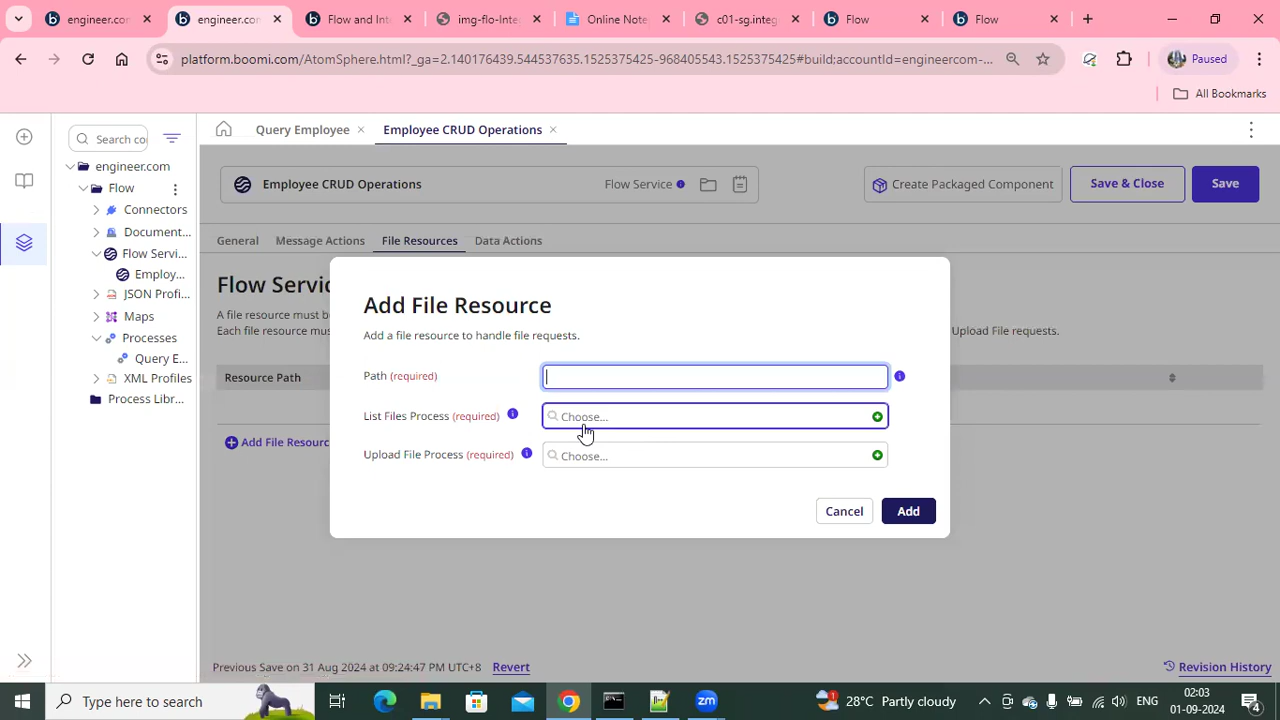 engineer.com
engineer.com
Flow and Int
img-flo-Inte
Online Note
c01-sg.integ
Flow
Flow
platform.boomi.com/AtomSphere.html?_ga=2.140176439.544537635.1525375425-968405543.1525375425#build:accountId=engineercom-...
Paused
All Bookmarks
Search co
Query Employee
Employee CRUD Operations
engineer.com
Flow
Connectors
Document...
Flow Servi...
Employ...
JSON Profi...
Maps
Processes
Query E...
XML Profiles
Process Libr...
Employee CRUD Operations
Flow Service
Create Packaged Component
Save & Close
Save
General
Message Actions
File Resources
Data Actions
Flow Servic
A file resource must b
Each file resource mus
Upload File requests.
Resource Path
Add File Resourc
Add File Resource
Add a file resource to handle file requests.
Path (required)
List Files Process (required)
Choose...
Upload File Process (required)
Choose...
Cancel
Add
Previous Save on 31 Aug 2024 at 09:24:47 PM UTC+8
Revert
Revision History
Type here to search
28°C Partly cloudy
ENG
02:03
01-09-2024
4